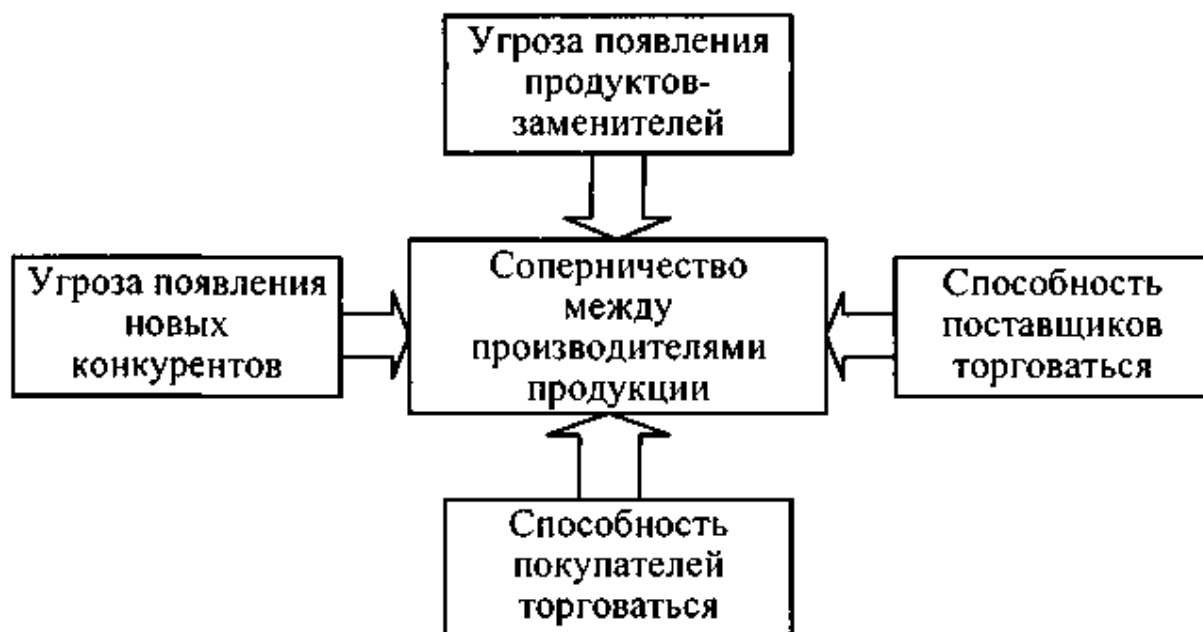 Угроза появления
продуктов-
заменителей
Угроза появления
новых
конкурентов
Соперничество
между
производителями
продукции
Способность
поставщиков
торговаться
Способность
покупателей
торговаться